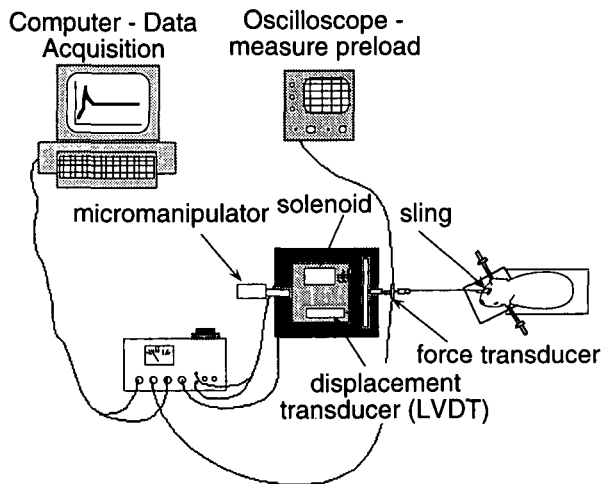 Computer - Data
Acquisition
Oscilloscope -
measure preload
micromanipulator
solenoid
sling
force transducer
displacement
transducer (LVDT)